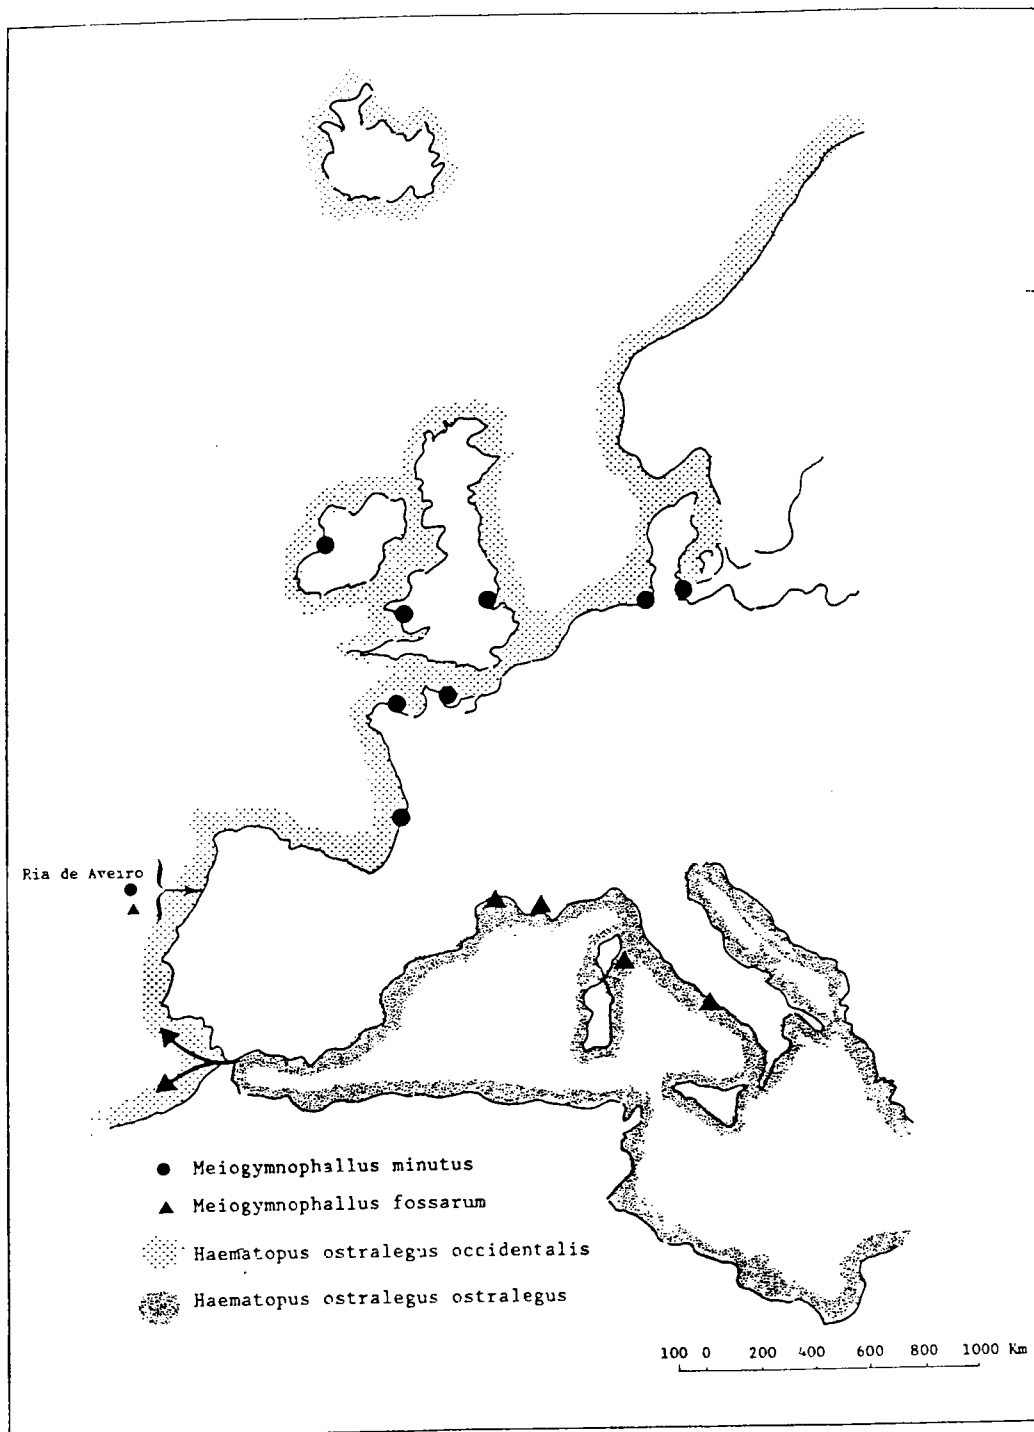 Ria de Aveiro
Meiogymnophallus minutus
Meiogymnophallus fossarum
Haematopus ostralegus occidentalis
Haematopus ostralegus ostralegus
100 0 200 400 600 1000 Km